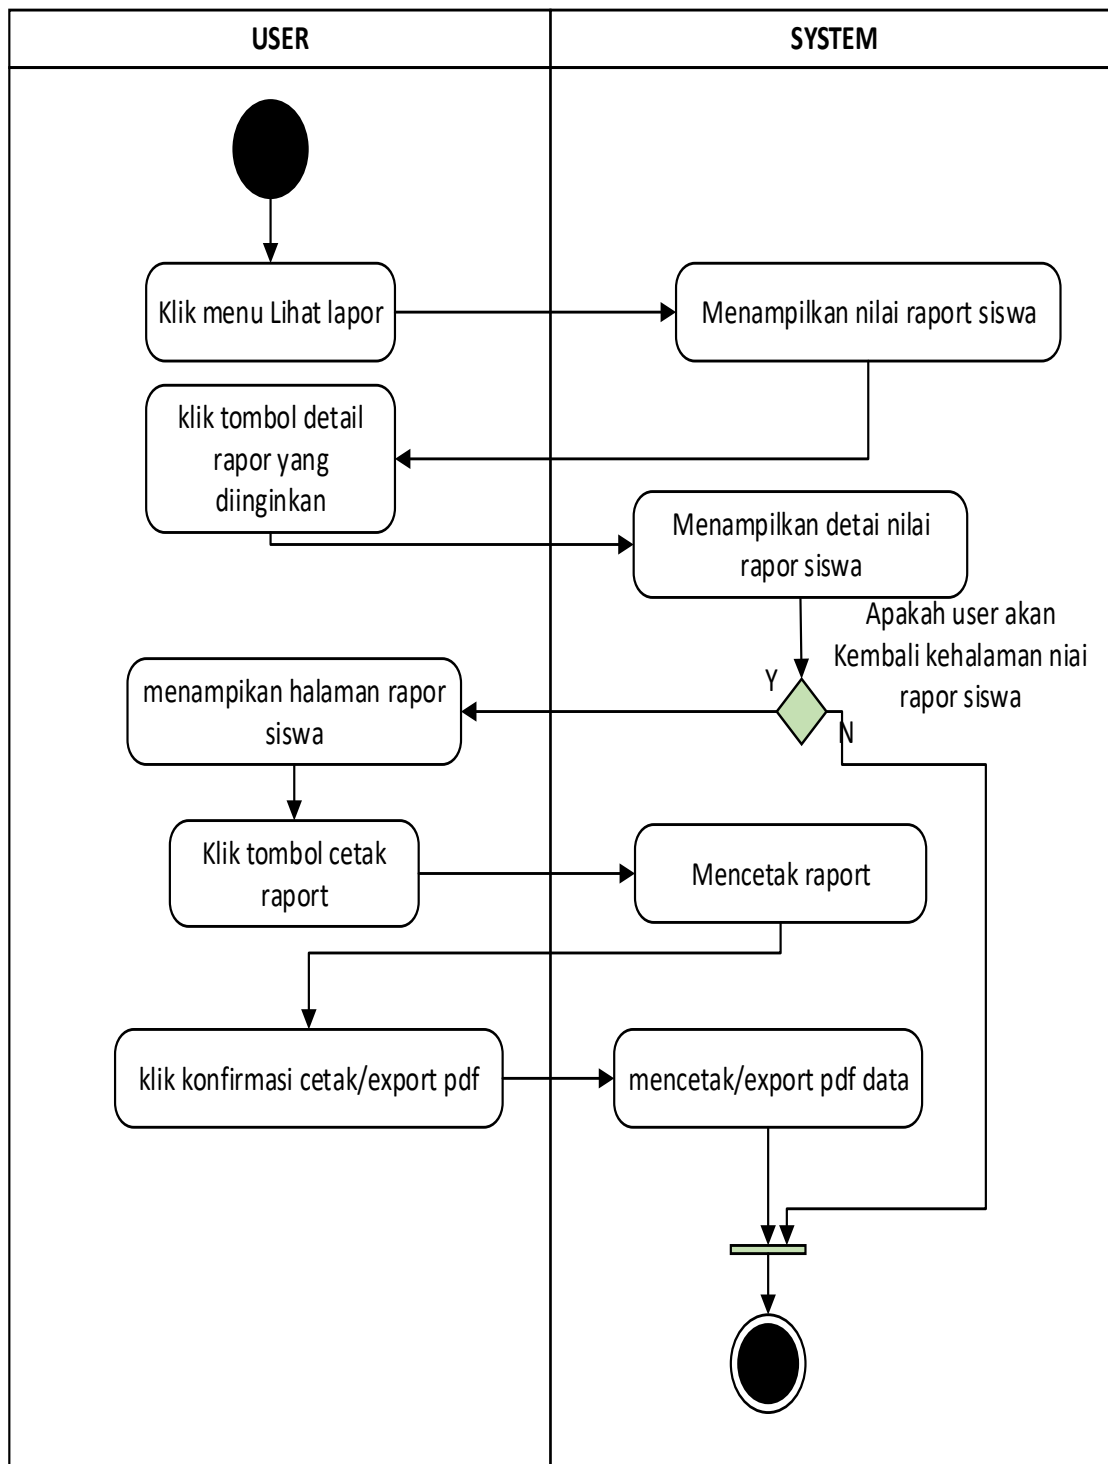 USER
SYSTEM
Klik menu Lihat lapor
Menampilkan nilai raport siswa
klik tombol detail
rapor yang
diinginkan
Menampilkan detai nilai
rapor siswa
Apakah user akan
Kembali kehalaman niai
rapor siswa
Y
N
menampikan halaman rapor
siswa
Klik tombol cetak
raport
Mencetak raport
klik konfirmasi cetak/export pdf
mencetak/export pdf data